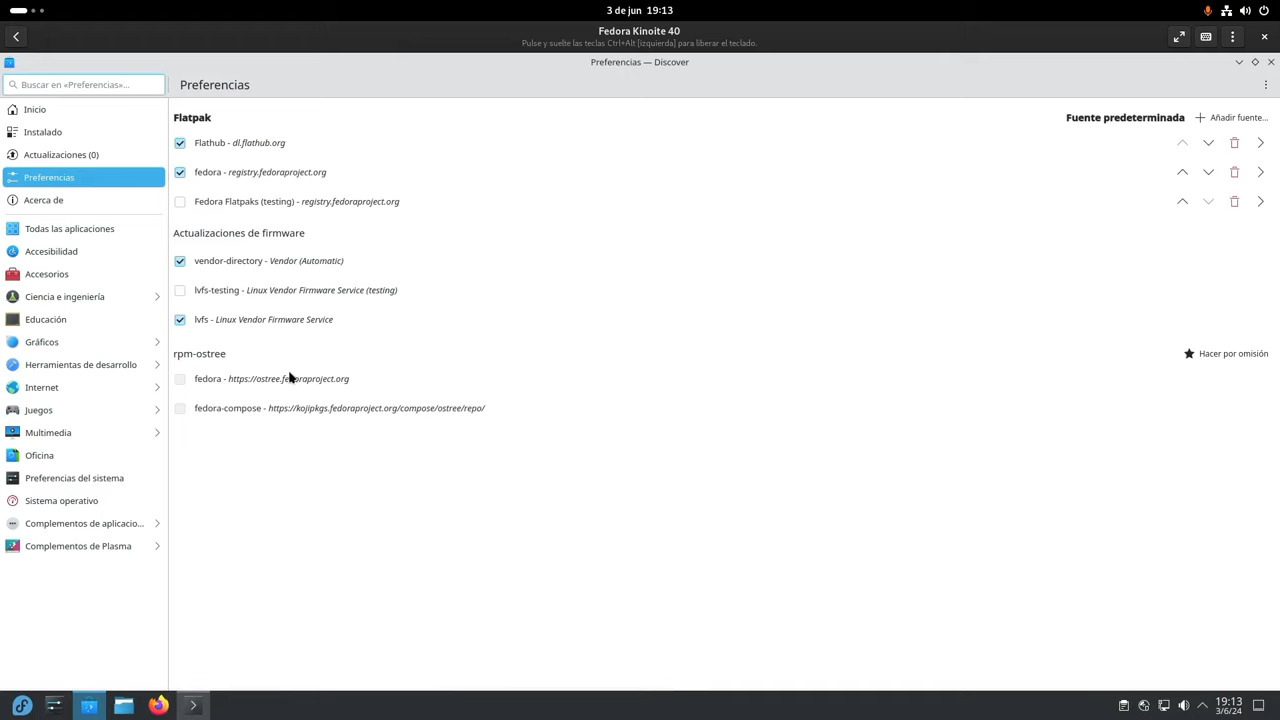 3 de jun 19:13
Fedora Kinoite 40
Pulse y suelte las teclas Ctrl+Alt [izquierda] para liberar el teclado.
Preferencias — Discover
Buscar en «Preferencias»...
Preferencias
Inicio
Instalado
Actualizaciones (0)
Preferencias
Acerca de
Todas las aplicaciones
Accesibilidad
Accesorios
Ciencia e ingeniería
Educación
Gráficos
Herramientas de desarrollo
Internet
Juegos
Multimedia
Oficina
Preferencias del sistema
Sistema operativo
Complementos de aplicacio...
Complementos de Plasma
Flatpak
Fuente predeterminada
Añadir fuente...
Flathub - dl.flathub.org
fedora - registry.fedoraproject.org
Fedora Flatpaks (testing) - registry.fedoraproject.org
Actualizaciones de firmware
vendor-directory - Vendor (Automatic)
lvfs-testing - Linux Vendor Firmware Service (testing)
lvfs - Linux Vendor Firmware Service
rpm-ostree
Hacer por omisión
fedora - https://ostree.fedoraproject.org
fedora-compose - https://kojipkgs.fedoraproject.org/compose/ostree/repo/
19:13
3/6/24